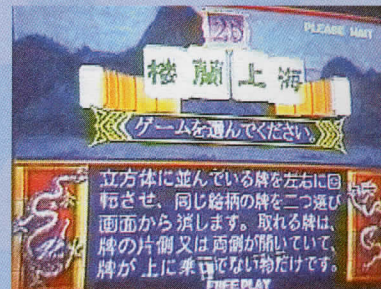 20
PLEASE WAIT
楼蘭 上海
ゲームを選んでください。
立方体に並んでいる牌を左右に回
転させ、同じ絵柄の牌を二つ選び
画面から消します。取れる牌は、
牌の片側又は両側が開いていて、
牌が上に乗ってない物だけです。
FREE PLAY